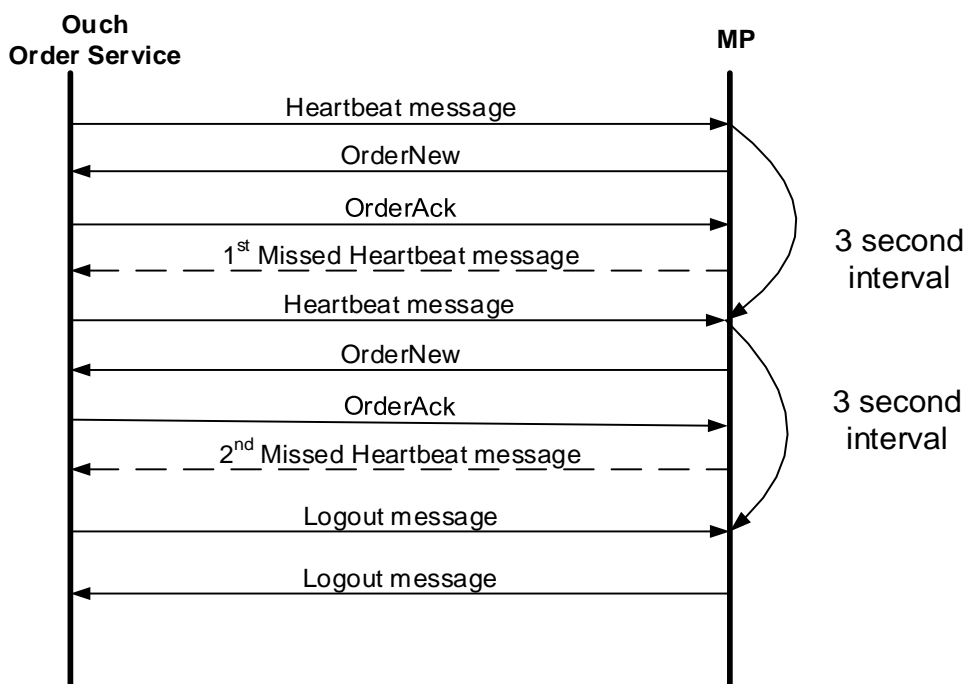 Ouch
Order Service
MP
Heartbeat message
OrderNew
OrderAck
1st Missed Heartbeat message
3 second
interval
Heartbeat message
OrderNew
OrderAck
3 second
interval
2nd Missed Heartbeat message
Logout message
Logout message